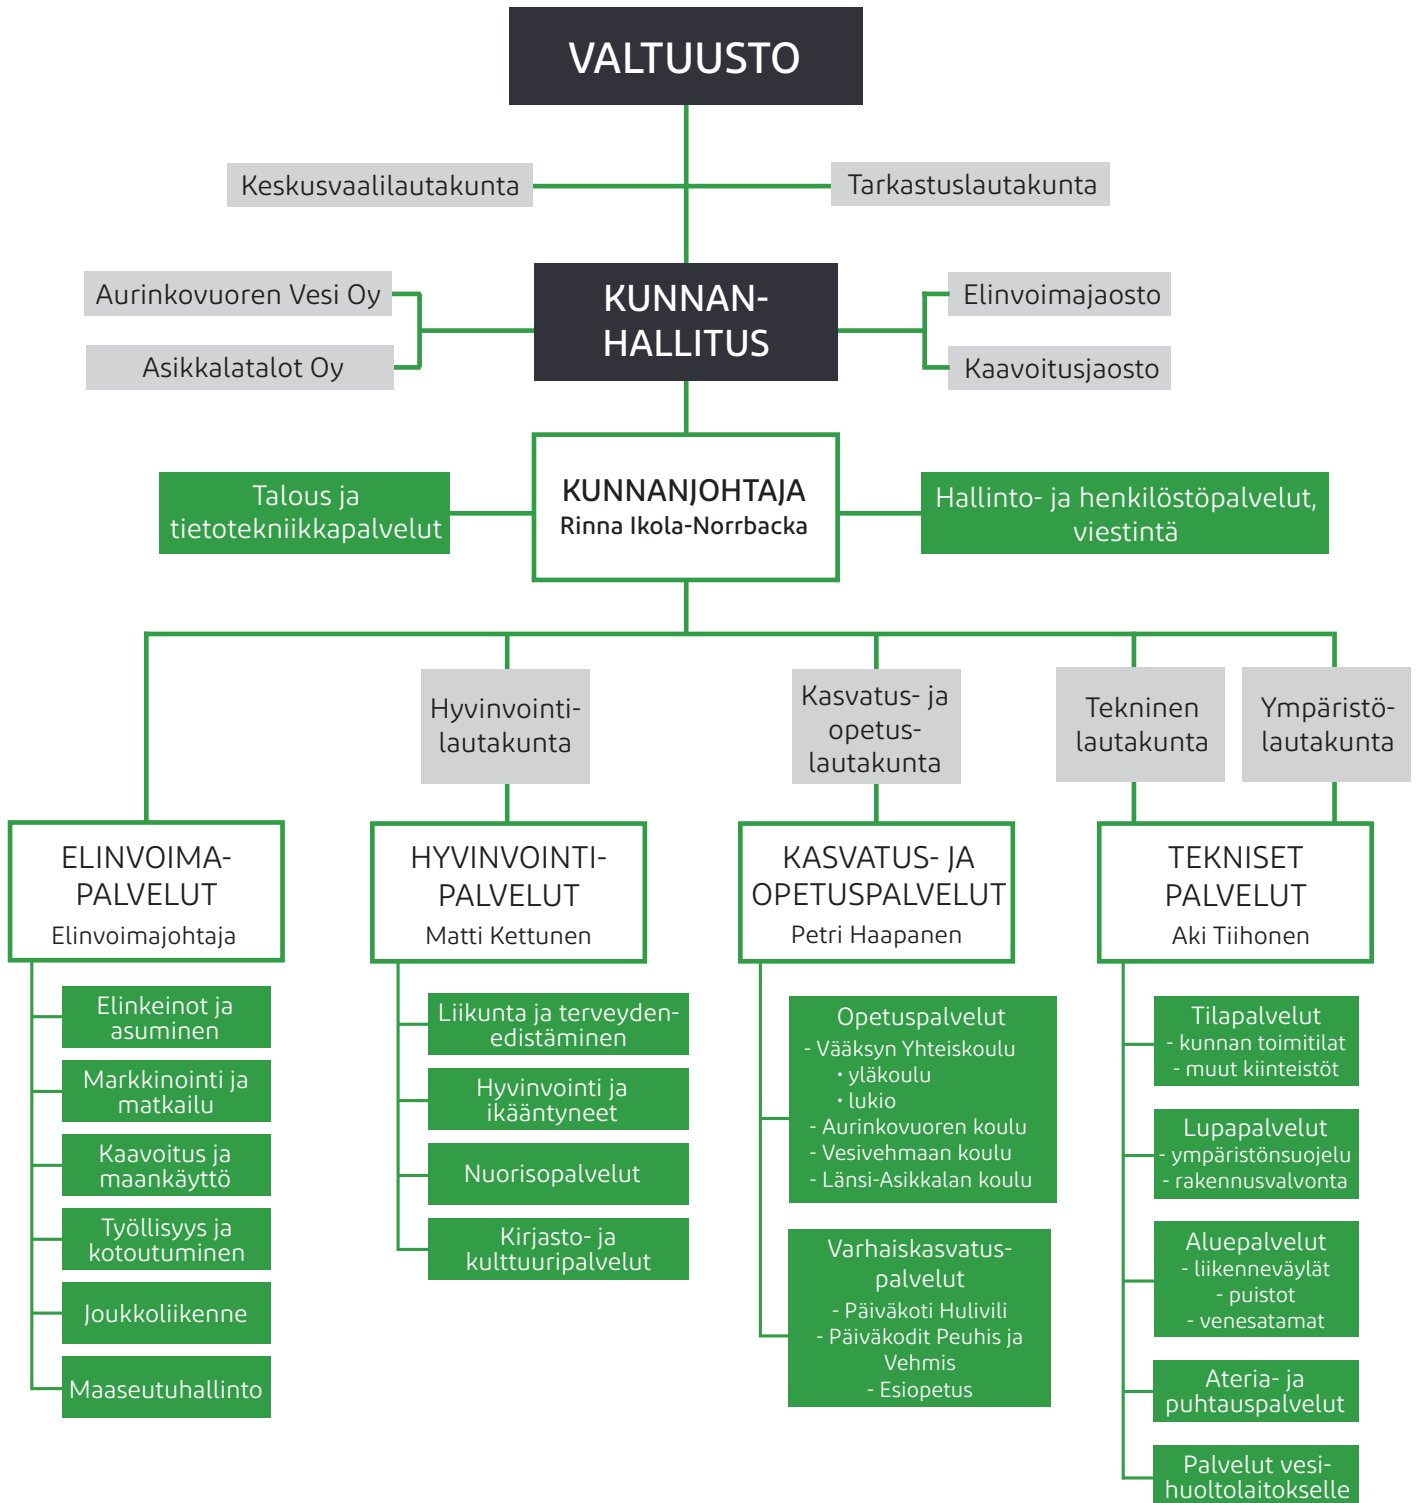 VALTUUSTO
Keskusvaalilautakunta
Tarkastuslautakunta
Aurinkovuoren Vesi Oy
Asikkalatalot Oy
KUNNAN-
HALLITUS
Elinvoimajaosto
Kaavoitusjaosto
Talous ja
tietotekniikkapalvelut
KUNNANJOHTAJA
Rinna Ikola-Norrbacka
Hallinto- ja henkilöstöpalvelut,
viestintä
Hyvinvointi-
lautakunta
Kasvatus- ja
opetus-
lautakunta
Tekninen
lautakunta
Ympäristö-
lautakunta
ELINVOIMA-
PALVELUT
Elinvoimajohtaja
Elinkeinot ja
asuminen
Markkinointi ja
matkailu
Kaavoitus ja
maankäyttö
Työllisyys ja
kotoutuminen
Joukkoliikenne
Maaseutuhallinto
HYVINVOINTI-
PALVELUT
Matti Kettunen
Liikunta ja terveyden-
edistäminen
Hyvinvointi ja
ikääntyneet
Nuorisopalvelut
Kirjasto- ja
kulttuuripalvelut
KASVATUS- JA
OPETUSPALVELUT
Petri Haapanen
Opetuspalvelut
- Vääksyn Yhteiskoulu
• yläkoulu
• lukio
- Aurinkovuoren koulu
- Vesivehmaan koulu
- Länsi-Asikkalan koulu
Varhaiskasvatus-
palvelut
- Päiväkoti Hulivili
- Päiväkodit Peuhis ja
Vehmis
- Esiopetus
TEKNISET
PALVELUT
Aki Tiihonen
Tilapalvelut
- kunnan toimitilat
- muut kiinteistöt
Lupapalvelut
- ympäristönsuojelu
- rakennusvalvonta
Aluepalvelut
- liikenneväylät
- puistot
- venesatamat
Ateria- ja
puhtauspalvelut
Palvelut vesi-
huoltolaitokselle